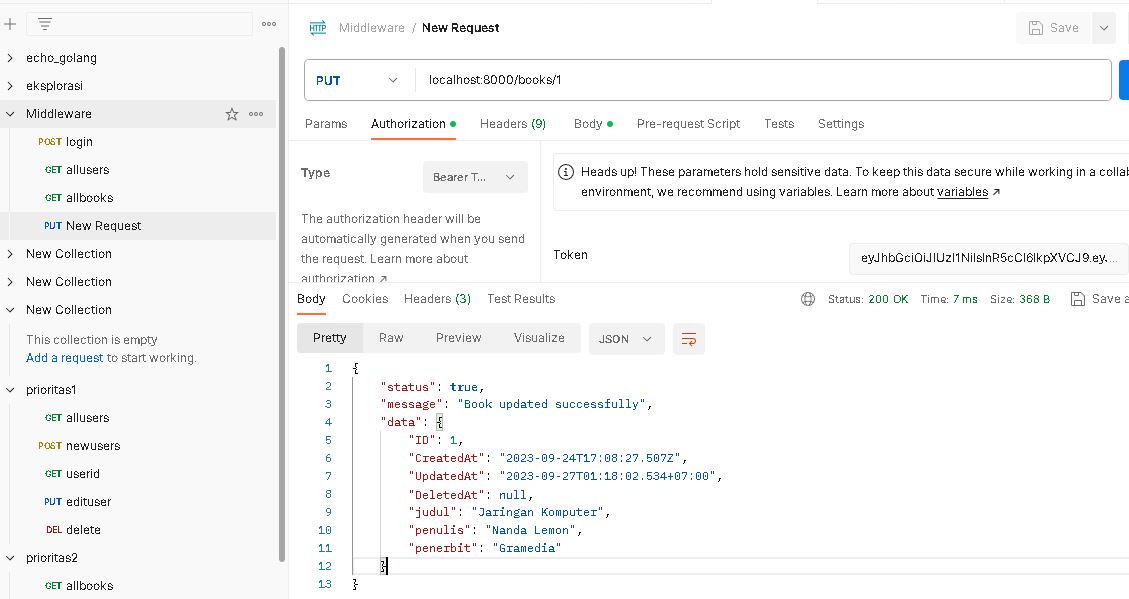 echo_golang
eksplorasi
Middleware
POST login
GET allusers
GET allbooks
PUT New Request
New Collection
New Collection
New Collection
This collection is empty
Add a request to start working.
prioritas1
GET allusers
POST newusers
GET userid
PUT edituser
DEL delete
prioritas2
GET allbooks
HTTP Middleware / New Request
Save
PUT localhost:8000/books/1
Params Authorization Headers (9) Body Pre-request Script Tests Settings
Type Bearer T...
The authorization header will be
automatically generated when you send
the request. Learn more about
authorization ↗
Heads up! These parameters hold sensitive data. To keep this data secure while working in a collab
environment, we recommend using variables. Learn more about variables ↗
Token
Body Cookies Headers (3) Test Results
Status: 200 OK Time: 7 ms Size: 368 B Save a
Pretty Raw Preview Visualize JSON
1 {
2 "status": true,
3 "message": "Book updated successfully",
4 "data": {
5 "ID": 1,
6 "CreatedAt": "2023-09-24T17:08:27.507Z",
7 "UpdatedAt": "2023-09-27T01:18:02.534+07:00",
8 "DeletedAt": null,
9 "judul": "Jaringan Komputer",
10 "penulis": "Nanda Lemon",
11 "penerbit": "Gramedia"
12 }
13 }